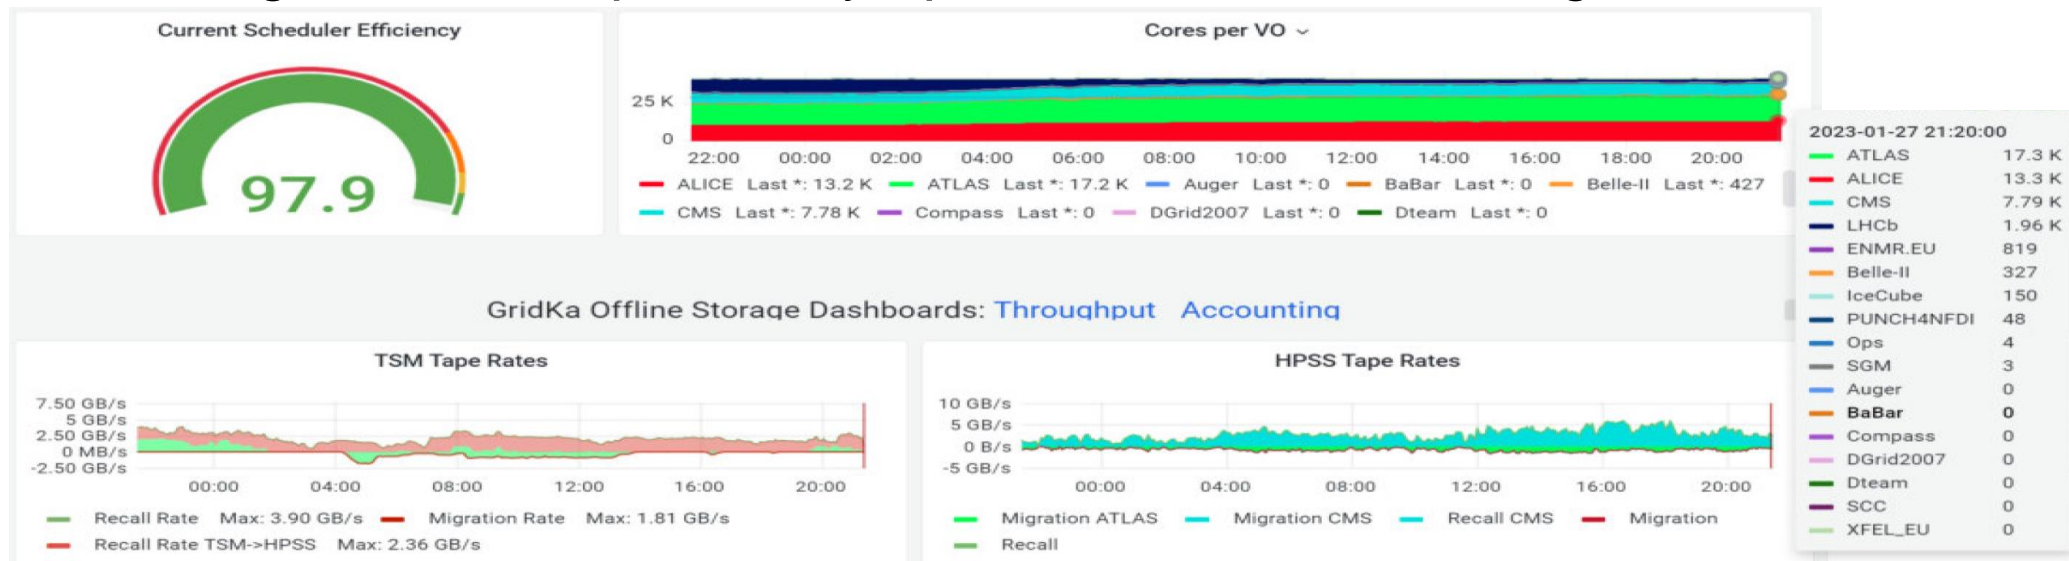 Current Scheduler Efficiency
97.9
Cores per VO
25 K
0
22:00 00:00 02:00 04:00 06:00 08:00 10:00 12:00 14:00 16:00 18:00 20:00
ALICE Last *: 13.2 K ATLAS Last *: 17.2 K Auger Last *: 0 BaBar Last *: 0 Belle-II Last *: 427
CMS Last *: 7.78 K Compass Last *: 0 DGrid2007 Last *: 0 Dteam Last *: 0
2023-01-27 21:20:00
ATLAS 17.3 K
ALICE 13.3 K
CMS 7.79 K
LHCb 1.96 K
ENMR.EU 819
Belle-II 327
IceCube 150
PUNCH4NFDI 48
Ops 4
SGM 3
Auger 0
BaBar 0
Compass 0
DGrid2007 0
Dteam 0
SCC 0
XFEL_EU 0
GridKa Offline Storage Dashboards: Throughput Accounting
TSM Tape Rates
7.50 GB/s
5 GB/s
2.50 GB/s
0 MB/s
-2.50 GB/s
00:00 04:00 08:00 12:00 16:00 20:00
Recall Rate Max: 3.90 GB/s Migration Rate Max: 1.81 GB/s
Recall Rate TSM->HPSS Max: 2.36 GB/s
HPSS Tape Rates
10 GB/s
5 GB/s
0 B/s
-5 GB/s
00:00 04:00 08:00 12:00 16:00 20:00
Migration ATLAS Migration CMS Recall CMS Migration
Recall